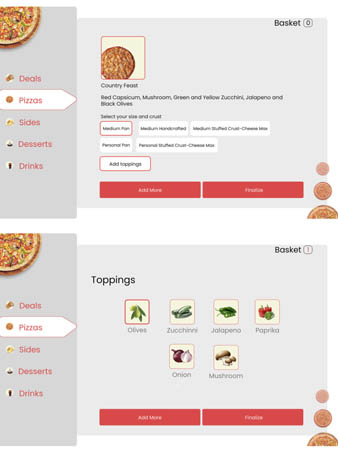 Basket 0
Deals
Pizzas
Sides
Desserts
Drinks
Country Feast
Red Capsicum, Mushroom, Green and Yellow Zucchini, Jalapeno and
Black Olives
Select your size and crust
Medium Pan
Medium Handcrafted
Medium Stuffed Crust-Cheese Max
Personal Pan
Personal Stuffed Crust-Cheese Max
Add toppings
Add More
Finalize
Basket 1
Deals
Pizzas
Sides
Desserts
Drinks
Toppings
Olives
Zucchinni
Jalapeno
Paprika
Onion
Mushroom
Add More
Finalize